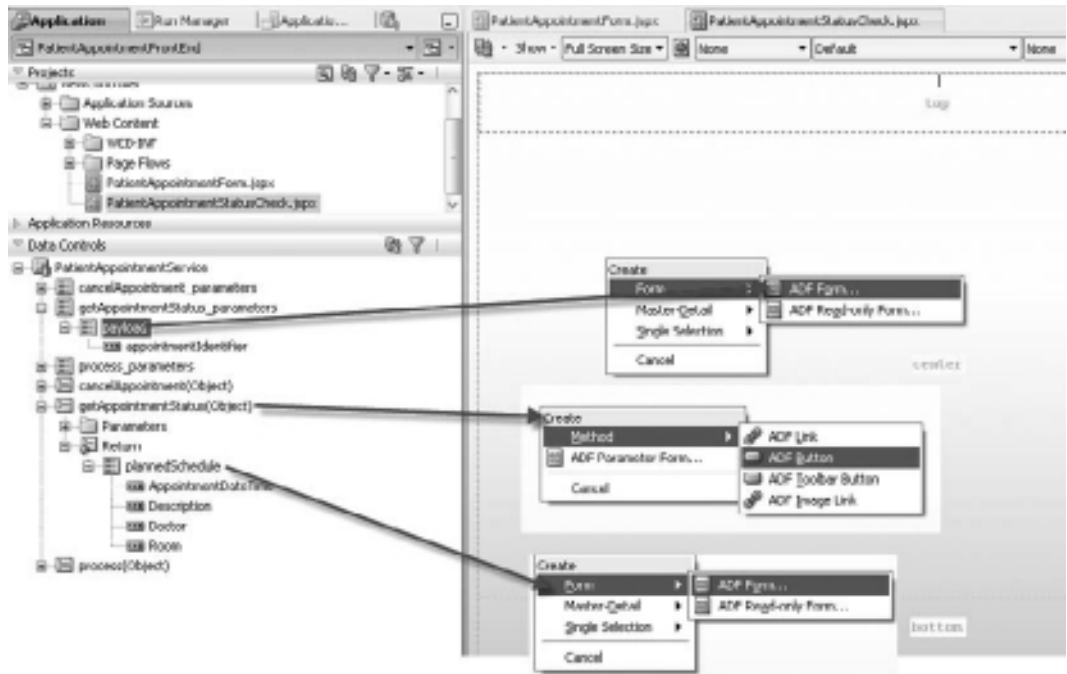 Application
Run Manager
Applicatio...
PatientAppointmentFrontEnd
Projects
Application Sources
Web Content
WEB-INF
Page Flows
PatientAppointmentForm.jspx
PatientAppointmentStatusCheck.jspx
Application Resources
Data Controls
PatientAppointmentService
cancelAppointment_parameters
getAppointmentStatus_parameters
payload
appointmentIdentifier
process_parameters
cancelAppointment(Object)
getAppointmentStatus(Object)
Parameters
Return
plannedSchedule
AppointmentDateTime
Description
Doctor
Room
process(Object)
PatientAppointmentForm.jspx
PatientAppointmentStatusCheck.jspx
Show
Full Screen Size
None
Default
None
top
Create
Form
ADF Form...
Master-Detail
ADF Read-only Form...
Single Selection
Cancel
center
Create
Method
ADF Link
ADF Parameter Form...
ADF Button
Cancel
ADF Toolbar Button
ADF Image Link
Create
Form
ADF Form...
Master-Detail
ADF Read-only Form...
Single Selection
Cancel
bottom